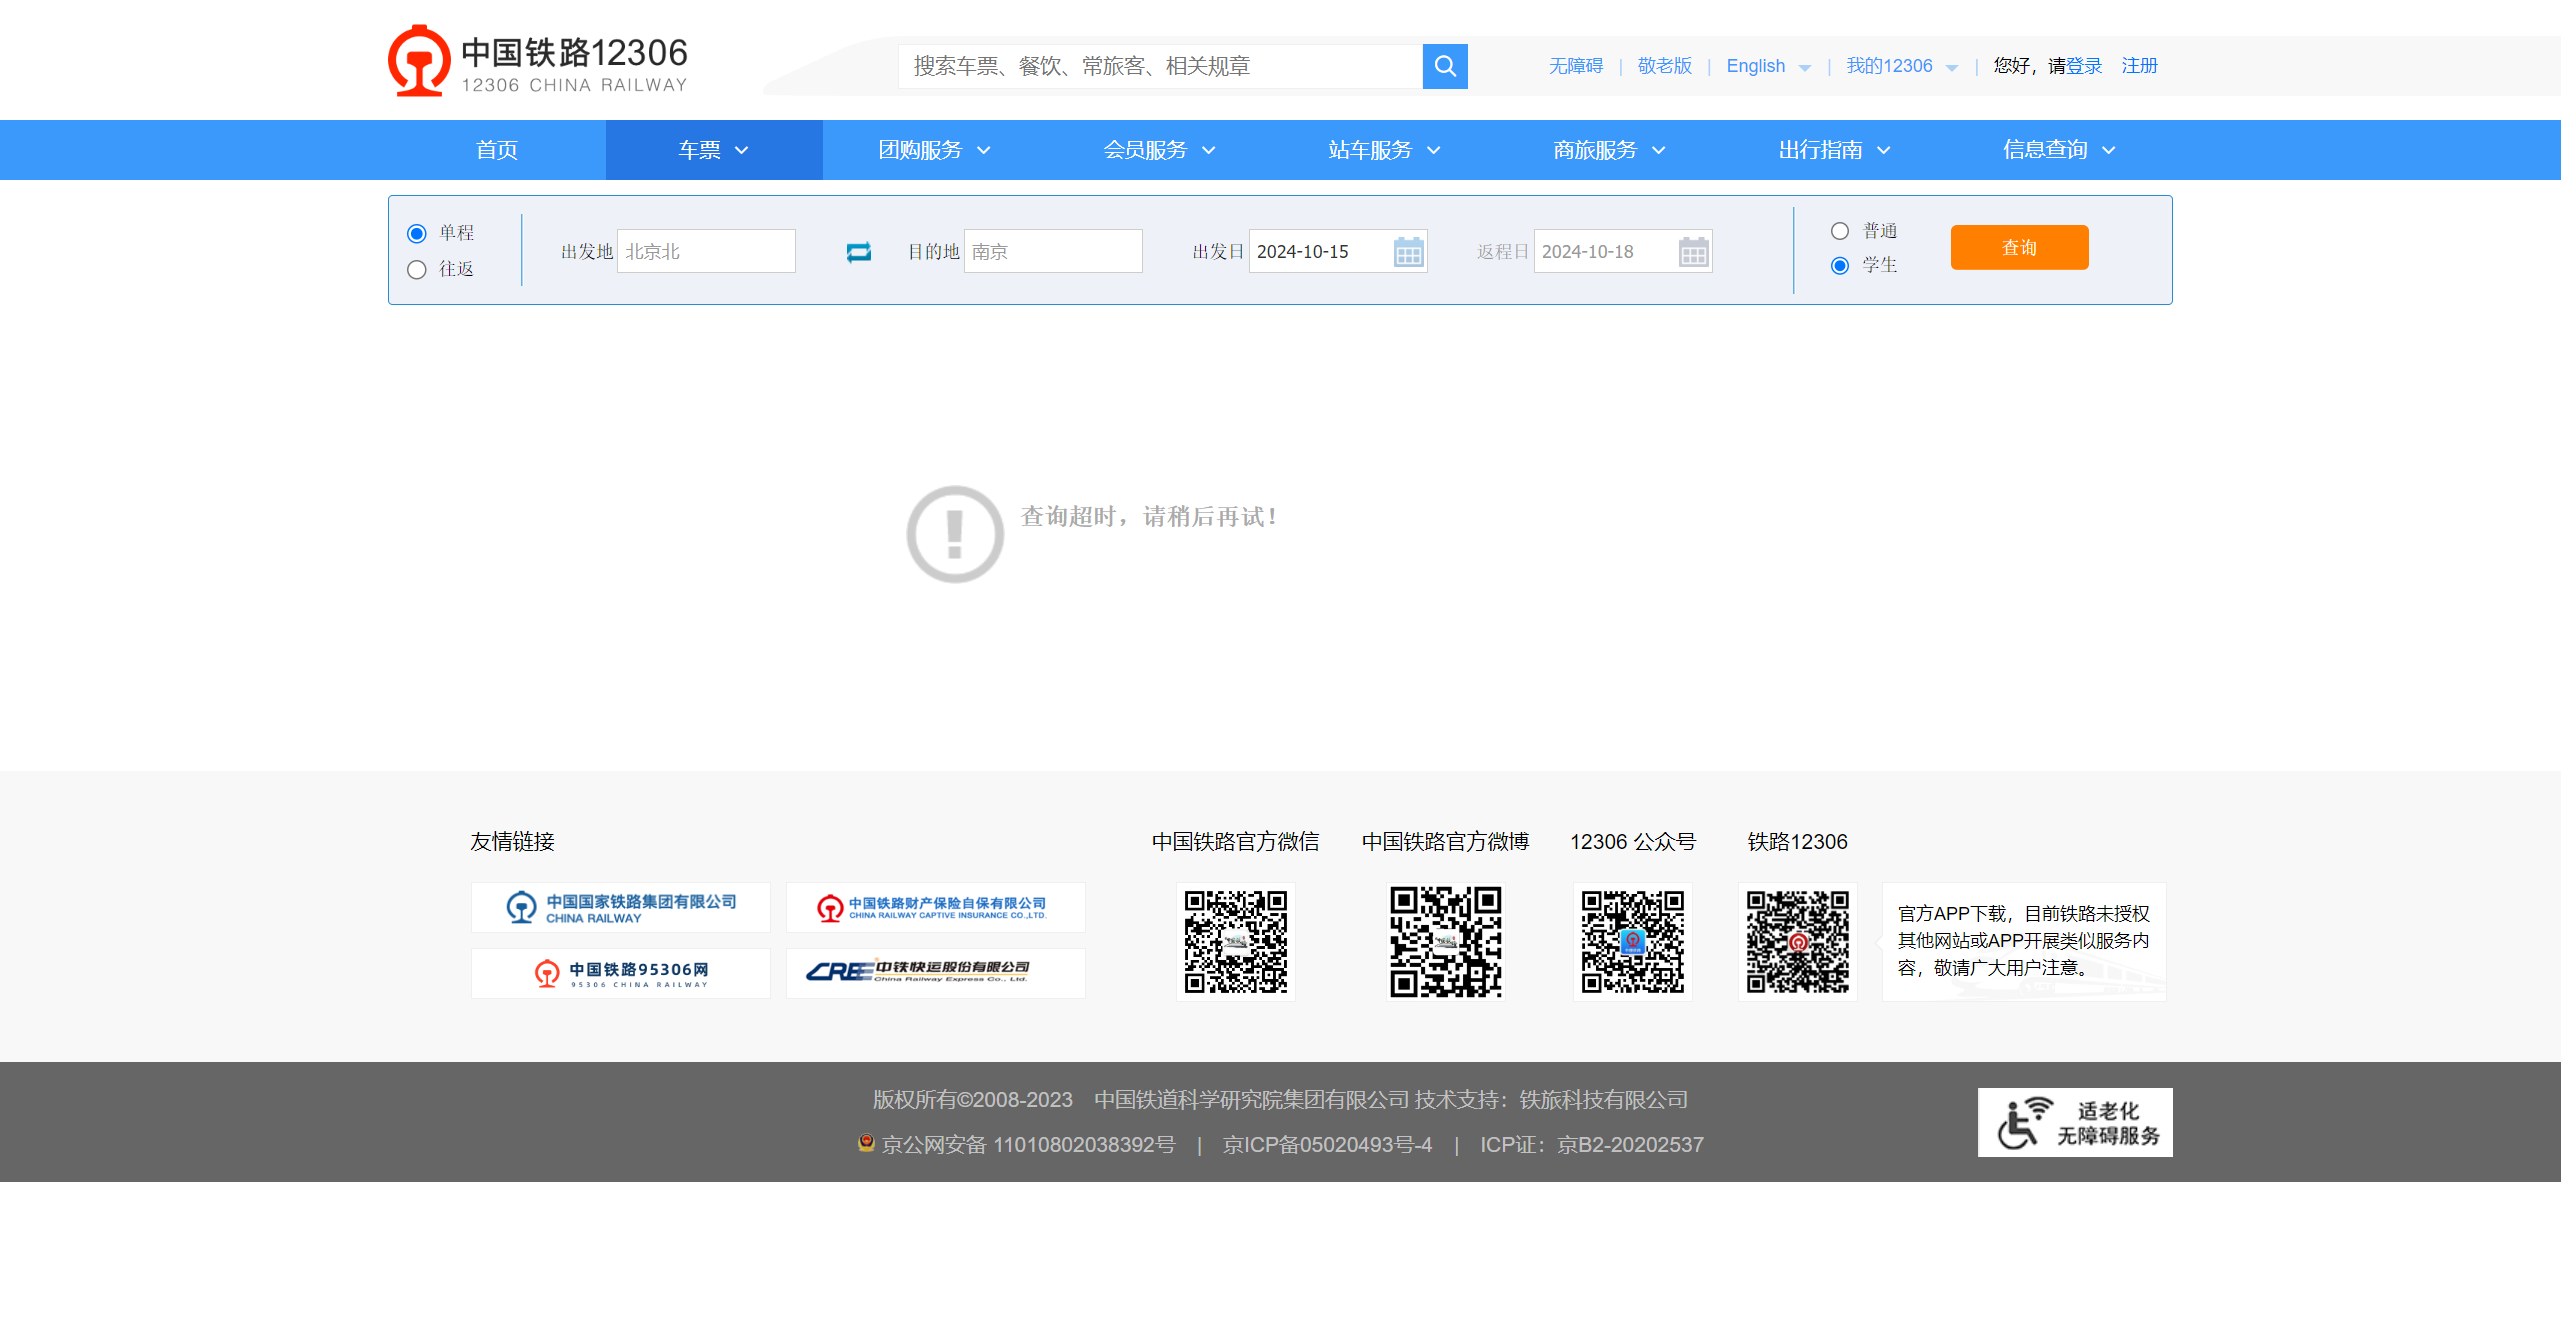 中国铁路12306
12306 CHINA RAILWAY
搜索车票、餐饮、常旅客、相关规章
无障碍 | 敬老版 | English | 我的12306 | 您好，请登录 注册
首页 车票 团购服务 会员服务 站车服务 商旅服务 出行指南 信息查询
单程
往返
出发地 北京北 目的地 南京 出发日 2024-10-15 返程日 2024-10-18
普通
学生
查询
查询超时，请稍后再试！
友情链接
中国国家铁路集团有限公司
CHINA RAILWAY
中国铁路财产保险自保有限公司
CHINA RAILWAY CAPTIVE INSURANCE CO.,LTD.
中国铁路95306网
95306 CHINA RAILWAY
CRE 中铁快运股份有限公司
China Railway Express Co., Ltd.
中国铁路官方微信 中国铁路官方微博 12306 公众号 铁路12306
官方APP下载，目前铁路未授权
其他网站或APP开展类似服务内
容，敬请广大用户注意。
版权所有©2008-2023 中国铁道科学研究院集团有限公司 技术支持：铁旅科技有限公司
京公网安备 11010802038392号 | 京ICP备05020493号-4 | ICP证：京B2-20202537
适老化
无障碍服务